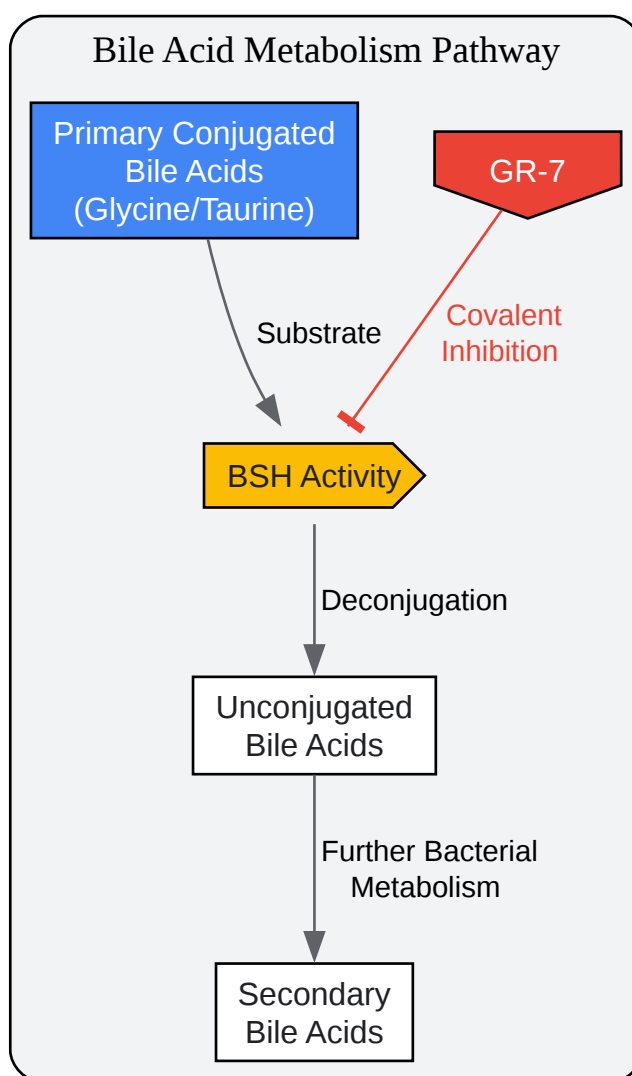 Bile Acid Metabolism Pathway
Primary Conjugated
Bile Acids
(Glycine/Taurine)
GR-7
Substrate
Covalent
Inhibition
BSH Activity
Deconjugation
Unconjugated
Bile Acids
Further Bacterial
Metabolism
Secondary
Bile Acids